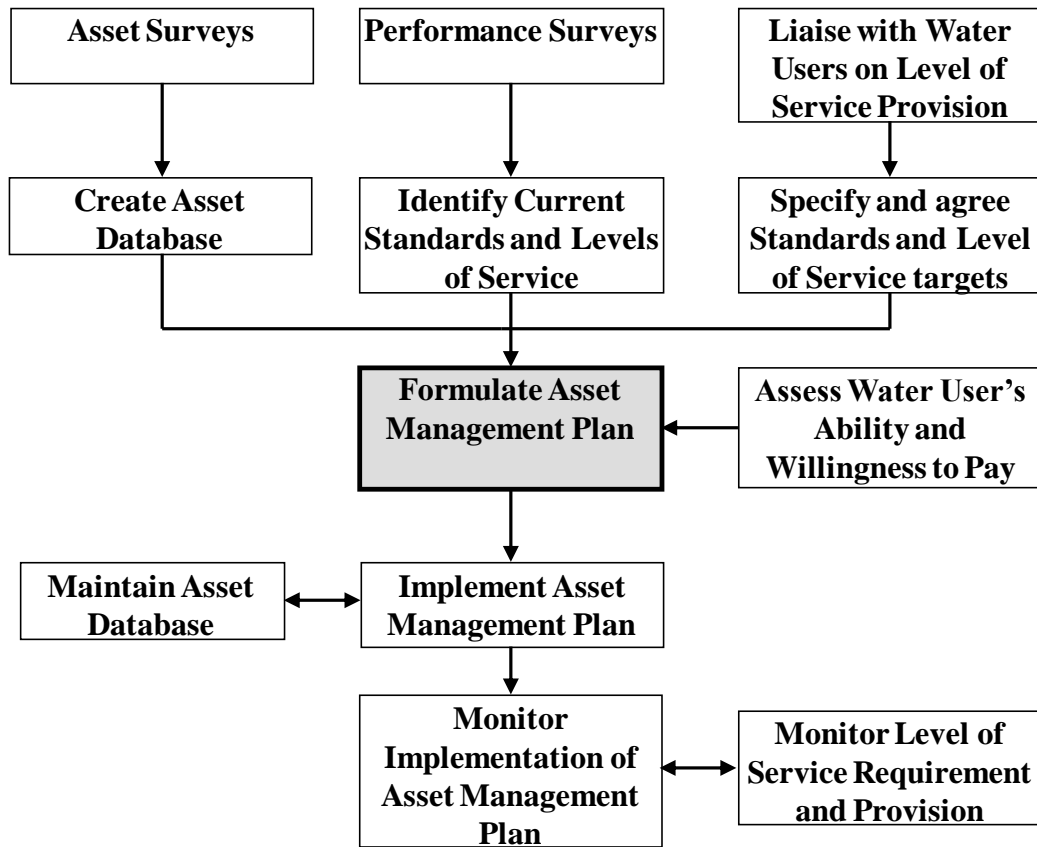 Asset Surveys
Performance Surveys
Liaise with Water
Users on Level of
Service Provision
Create Asset
Database
Identify Current
Standards and Levels
of Service
Specify and agree
Standards and Level
of Service targets
Formulate Asset
Management Plan
Assess Water User's
Ability and
Willingness to Pay
Maintain Asset
Database
Implement Asset
Management Plan
Monitor
Implementation of
Asset Management
Plan
Monitor Level of
Service Requirement
and Provision